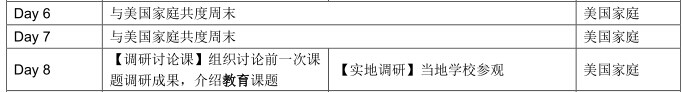 Day 6 与美国家庭共度周末 美国家庭
Day 7 与美国家庭共度周末 美国家庭
Day 8 【调研讨论课】组织讨论前一次课 【实地调研】当地学校参观 美国家庭
题调研成果，介绍教育课题